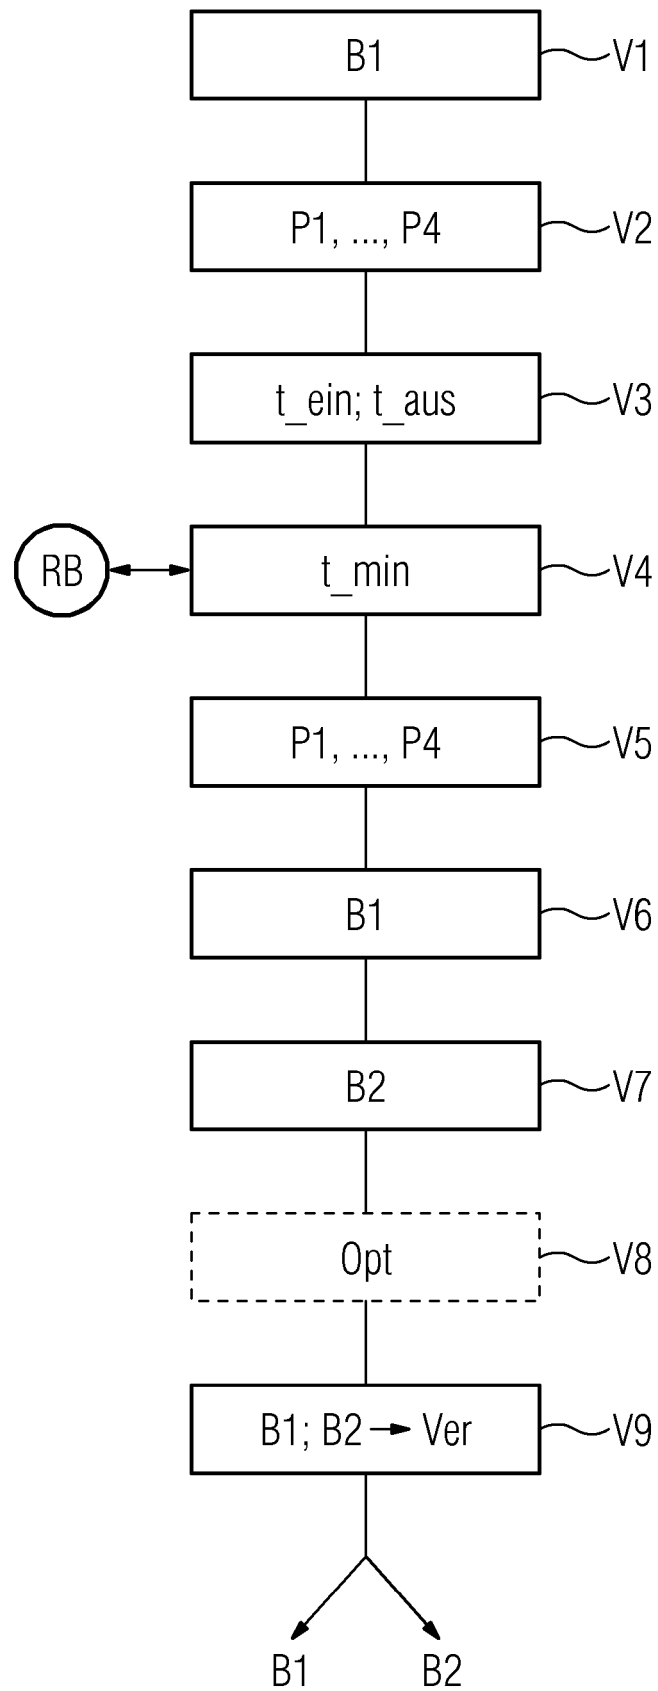 B1 V1
P1, ..., P4 V2
t_ein; t_aus V3
RB t_min V4
P1, ..., P4 V5
B1 V6
B2 V7
Opt V8
B1; B2 → Ver V9
B1 B2